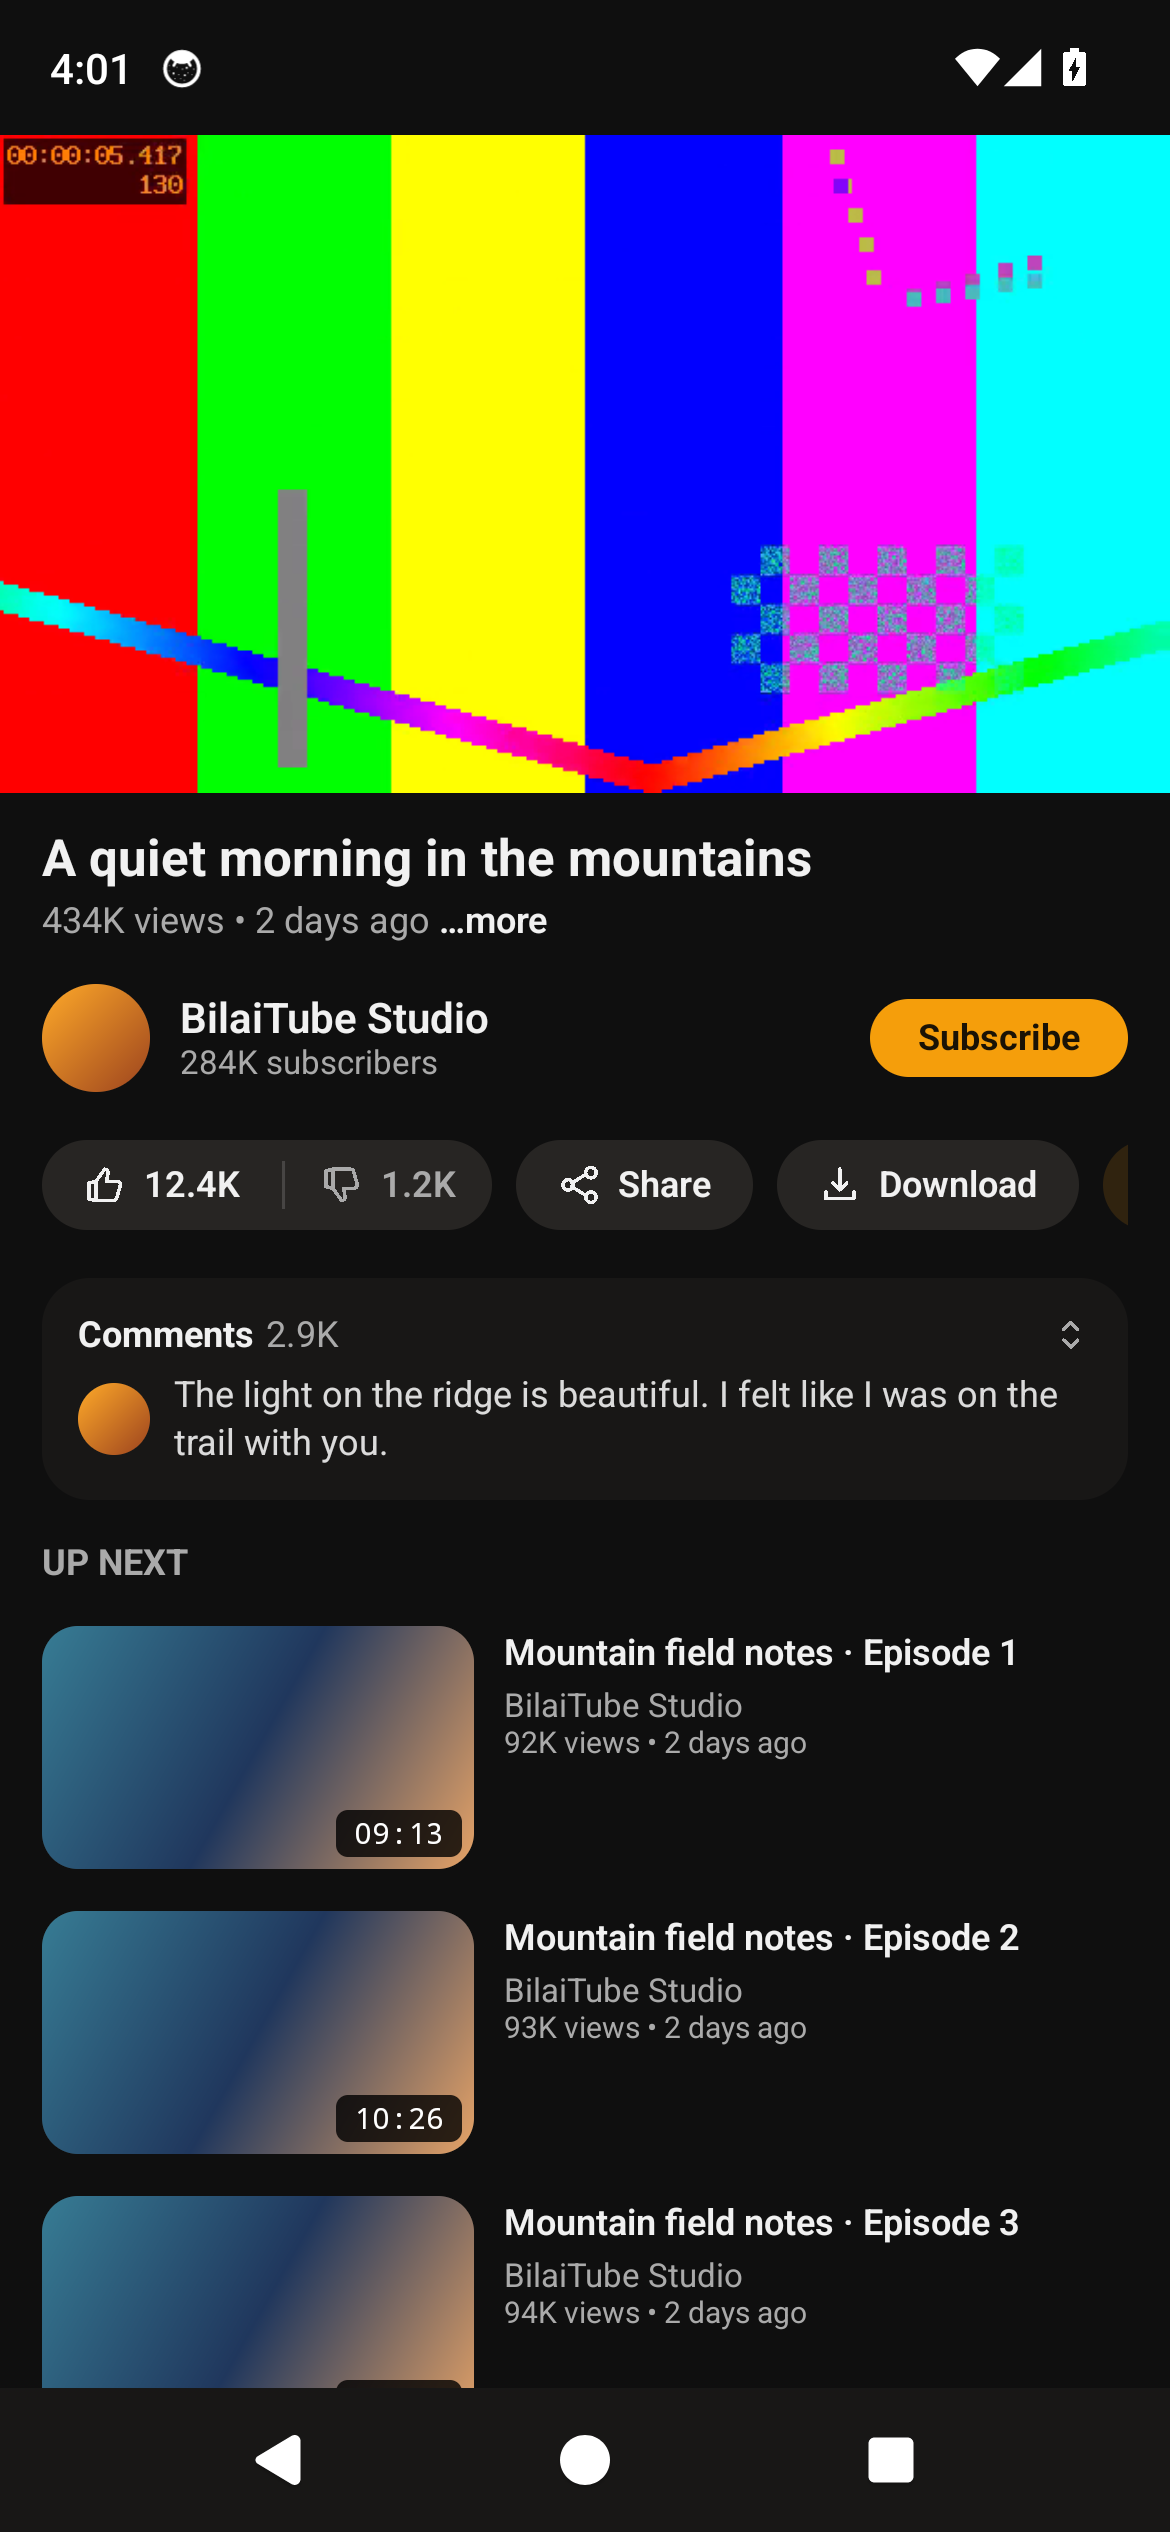 4:01
00:00:05.417
130
A quiet morning in the mountains
434K views • 2 days ago ...more
BilaiTube Studio
284K subscribers
Subscribe
12.4K
1.2K
Share
Download
Comments 2.9K
The light on the ridge is beautiful. I felt like I was on the
trail with you.
UP NEXT
Mountain field notes · Episode 1
BilaiTube Studio
92K views • 2 days ago
09:13
Mountain field notes · Episode 2
BilaiTube Studio
93K views • 2 days ago
10:26
Mountain field notes · Episode 3
BilaiTube Studio
94K views • 2 days ago